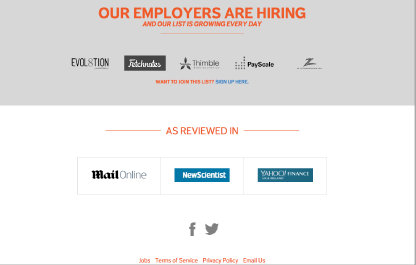 OUR EMPLOYERS ARE HIRING
AND OUR LIST IS GROWING EVERY DAY
EVOL8TION
Fetchnotes
Thimble
PayScale
WANT TO JOIN THIS LIST? SIGN UP HERE.
AS REVIEWED IN
Mail Online
NewScientist
YAHOO! FINANCE
Jobs Terms of Service Privacy Policy Email Us